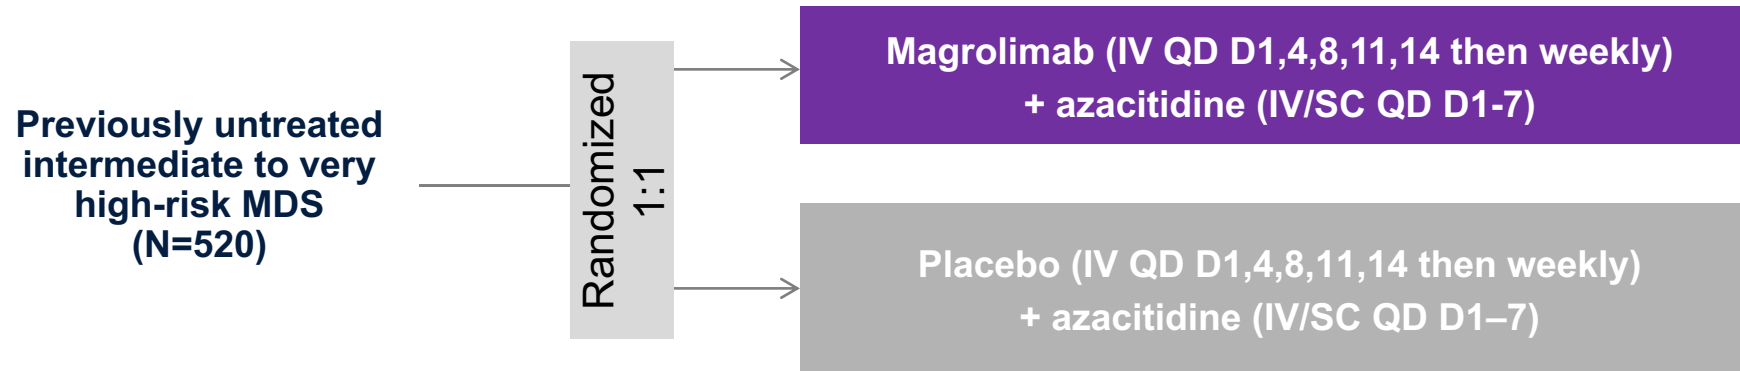 Previously untreated
intermediate to very
high-risk MDS
(N=520)
Randomized
1:1
Magrolimab (IV QD D1,4,8,11,14 then weekly)
+ azacitidine (IV/SC QD D1-7)
Placebo (IV QD D1,4,8,11,14 then weekly)
+ azacitidine (IV/SC QD D1–7)